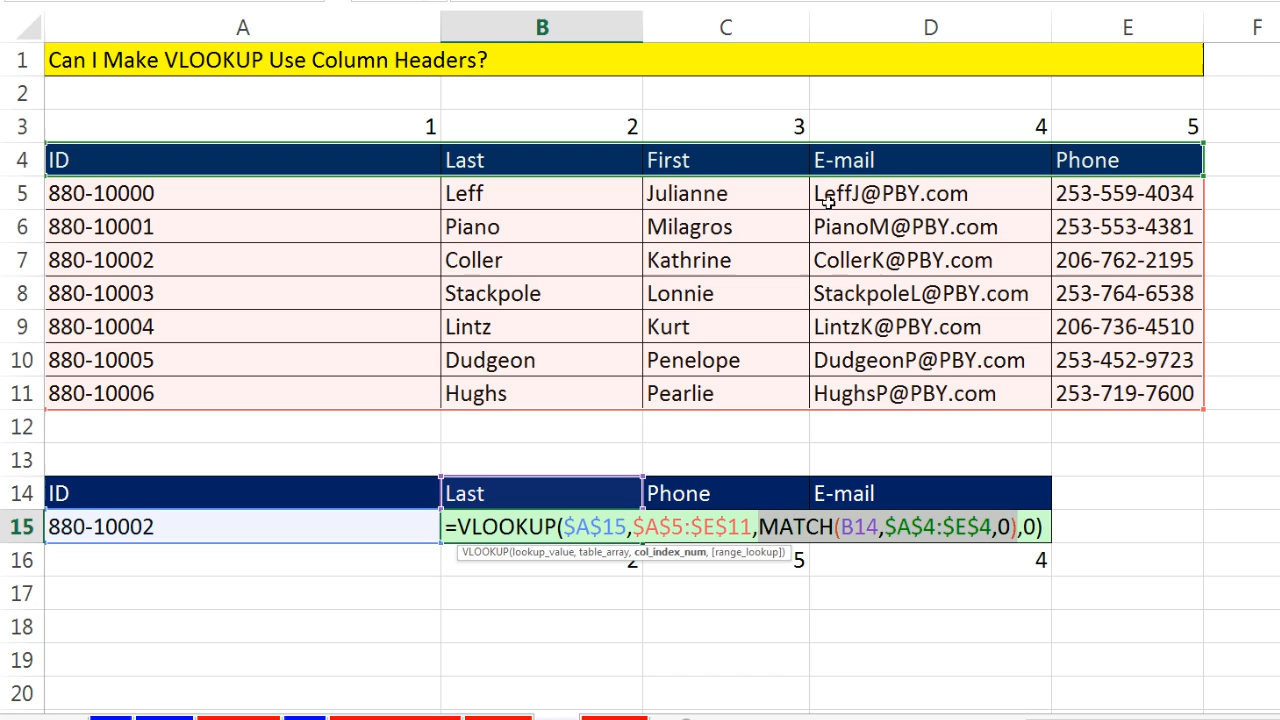 A B C D E F
1 Can I Make VLOOKUP Use Column Headers?
2
3 1 2 3 4 5
4 ID Last First E-mail Phone
5 880-10000 Leff Julianne LeffJ@PBY.com 253-559-4034
6 880-10001 Piano Milagros PianoM@PBY.com 253-553-4381
7 880-10002 Coller Kathrine CollerK@PBY.com 206-762-2195
8 880-10003 Stackpole Lonnie StackpoleL@PBY.com 253-764-6538
9 880-10004 Lintz Kurt LintzK@PBY.com 206-736-4510
10 880-10005 Dudgeon Penelope DudgeonP@PBY.com 253-452-9723
11 880-10006 Hughs Pearlie HughsP@PBY.com 253-719-7600
12
13
14 ID Last Phone E-mail
15 880-10002 =VLOOKUP($A$15,$A$5:$E$11,MATCH(B14,$A$4:$E$4,0),0)
VLOOKUP(lookup_value, table_array, col_index_num, [range_lookup])
16 2 5 4
17
18
19
20